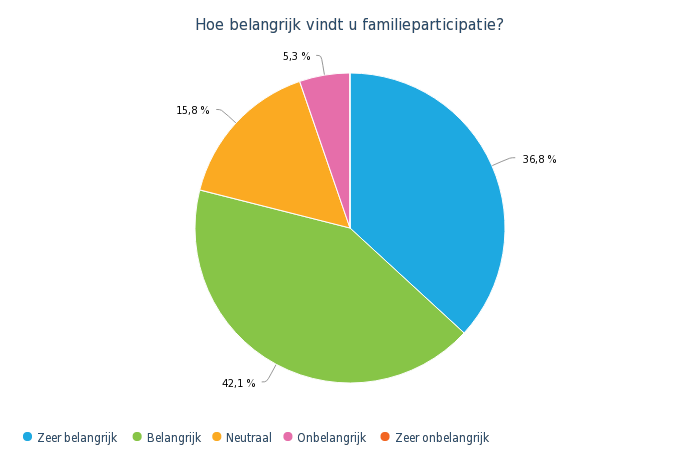 Hoe belangrijk vindt u familieparticipatie?
5,3 %
15,8 %
36,8 %
42,1 %
Zeer belangrijk Belangrijk Neutraal Onbelangrijk Zeer onbelangrijk